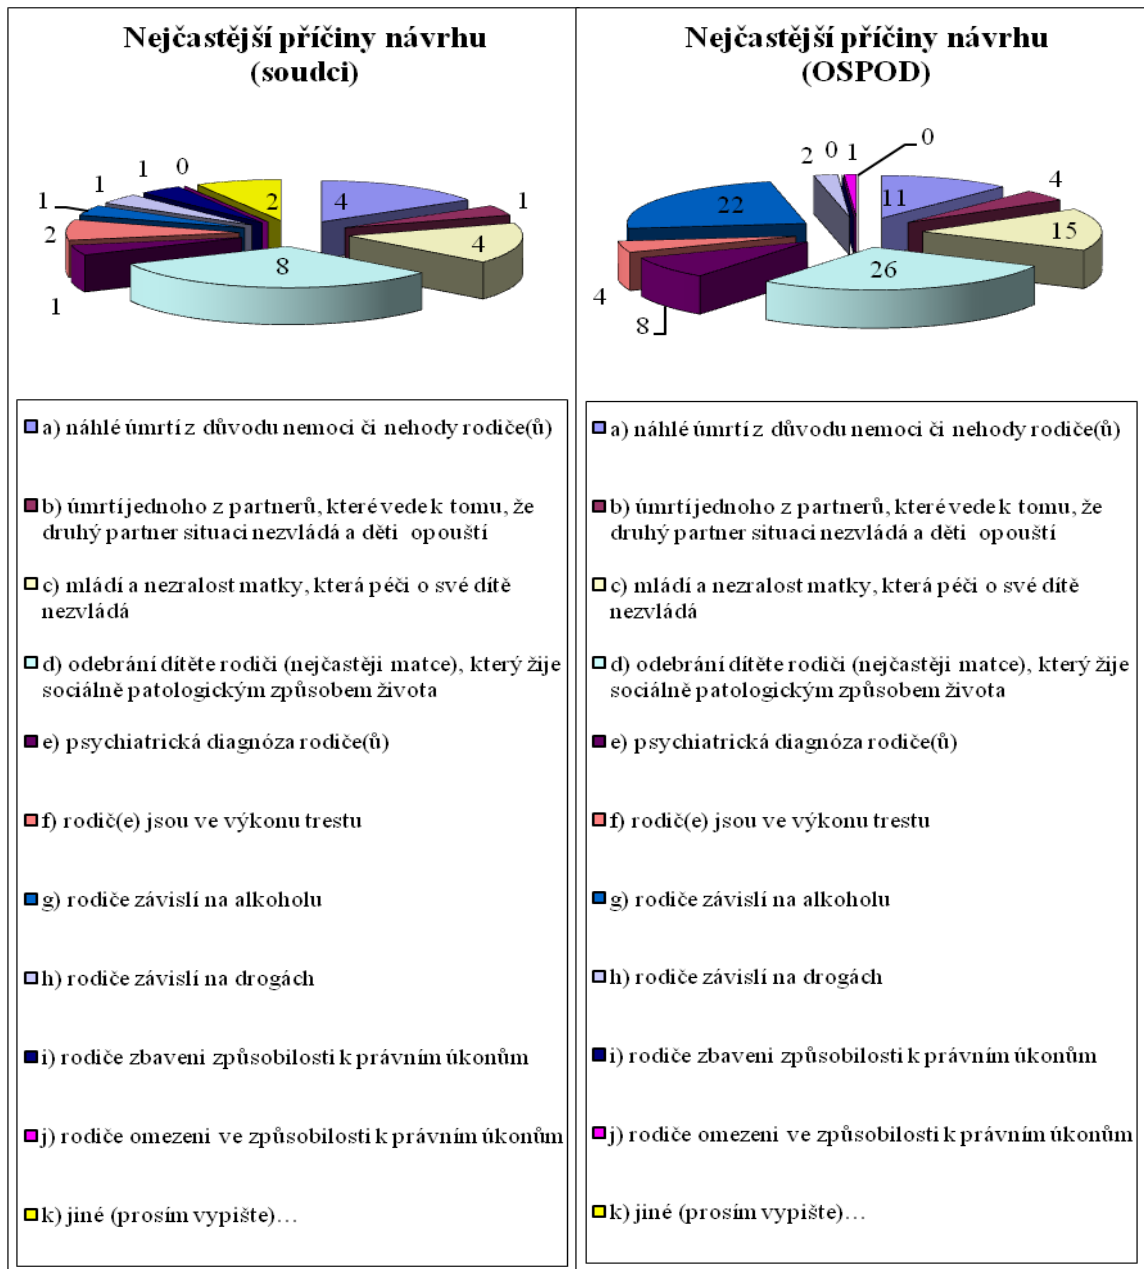 Nejčastější příčiny návrhu
(soudci)
4
1
4
8
1
2
1
1
1
0
2
a) náhlé úmrtí z důvodu nemoci či nehody rodiče(ů)
b) úmrtí jednoho z partnerů, které vede k tomu, že
druhý partner situaci nezvládá a děti opouští
c) mládí a nezralost matky, která péči o své dítě
nezvládá
d) odebrání dítěte rodiči (nejčastěji matce), který žije
sociálně patologickým způsobem života
e) psychiatrická diagnóza rodiče(ů)
f) rodič(e) jsou ve výkonu trestu
g) rodiče závislí na alkoholu
h) rodiče závislí na drogách
i) rodiče zbaveni způsobilosti k právním úkonům
j) rodiče omezeni ve způsobilosti k právním úkonům
k) jiné (prosím vypište)…
Nejčastější příčiny návrhu
(OSPOD)
11
4
15
26
8
4
22
2
0
1
0
a) náhlé úmrtí z důvodu nemoci či nehody rodiče(ů)
b) úmrtí jednoho z partnerů, které vede k tomu, že
druhý partner situaci nezvládá a děti opouští
c) mládí a nezralost matky, která péči o své dítě
nezvládá
d) odebrání dítěte rodiči (nejčastěji matce), který žije
sociálně patologickým způsobem života
e) psychiatrická diagnóza rodiče(ů)
f) rodič(e) jsou ve výkonu trestu
g) rodiče závislí na alkoholu
h) rodiče závislí na drogách
i) rodiče zbaveni způsobilosti k právním úkonům
j) rodiče omezeni ve způsobilosti k právním úkonům
k) jiné (prosím vypište)…